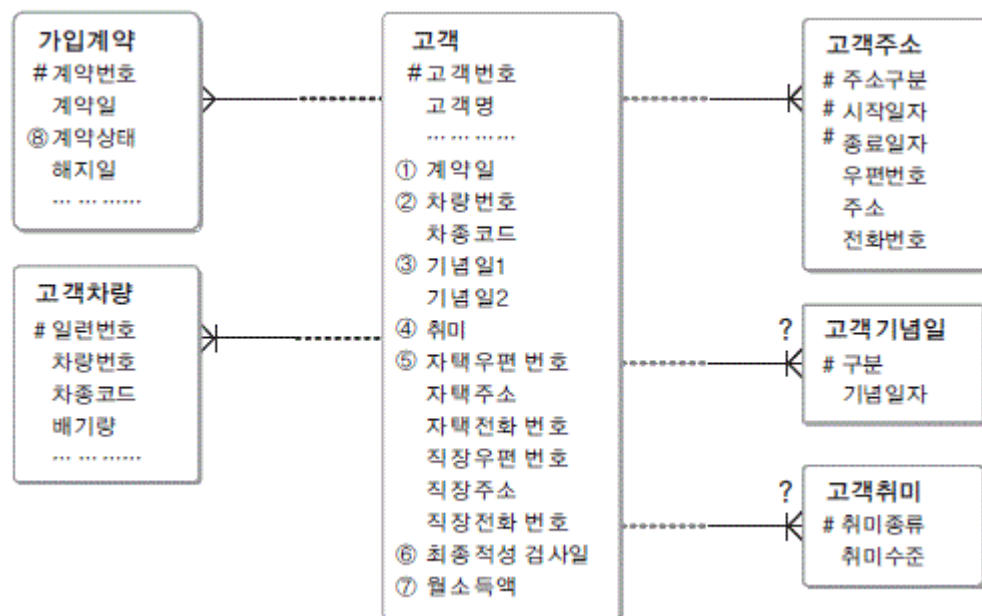 가입계약
# 계약번호
계약일
⑧ 계약상태
해지일
… … ……
고객차량
# 일련번호
차량번호
차종코드
배기량
… … ……
고객
# 고객번호
고객명
… … … …
① 계약일
② 차량번호
차종코드
③ 기념일1
기념일2
④ 취미
⑤ 자택우편 번호
자택주소
자택전화 번호
직장우편 번호
직장주소
직장전화 번호
⑥ 최종적성 검사일
⑦ 월소득액
고객주소
# 주소구분
# 시작일자
# 종료일자
우편번호
주소
전화번호
?
고객기념일
# 구분
기념일자
?
고객취미
# 취미종류
취미수준